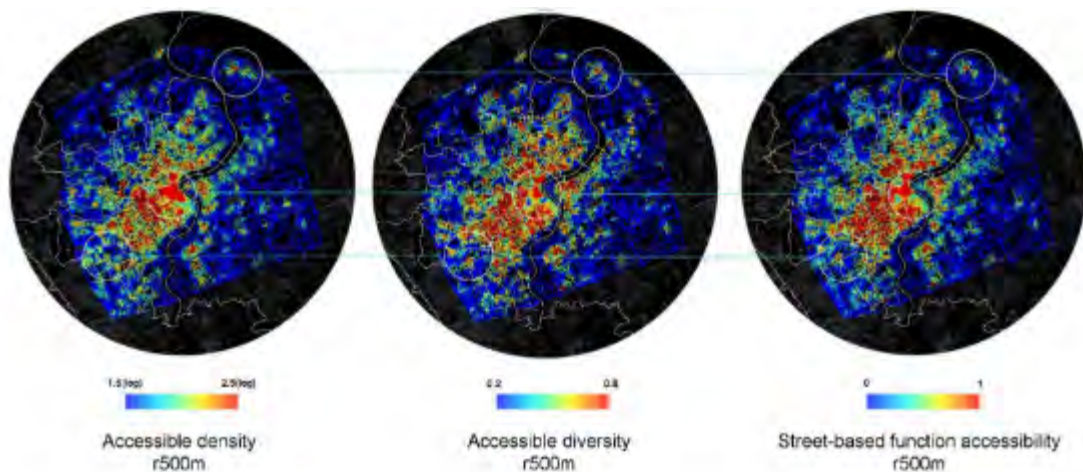 1.5(log) 2.5(log)
0.2 0.8
0 1
Accessible density
r500m
Accessible diversity
r500m
Street-based function accessibility
r500m